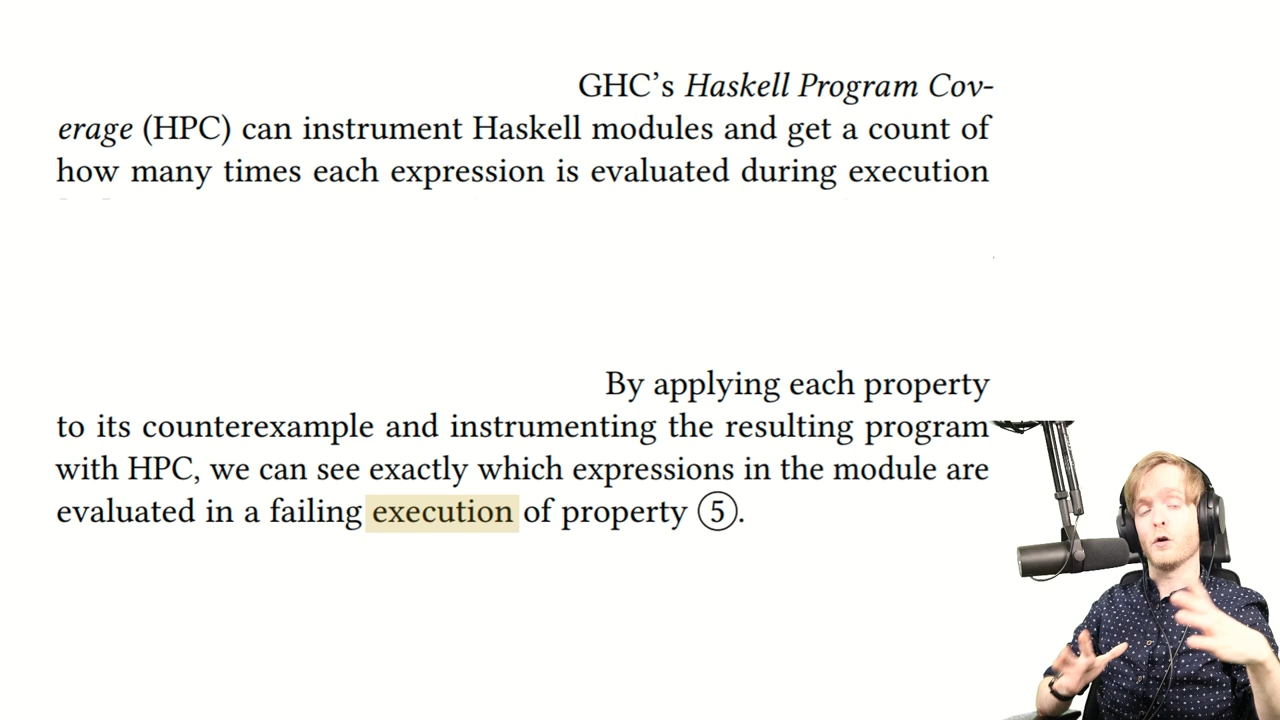 GHC’s Haskell Program Cov-
erage (HPC) can instrument Haskell modules and get a count of
how many times each expression is evaluated during execution
By applying each property
to its counterexample and instrumenting the resulting program
with HPC, we can see exactly which expressions in the module are
evaluated in a failing execution of property ⑤.